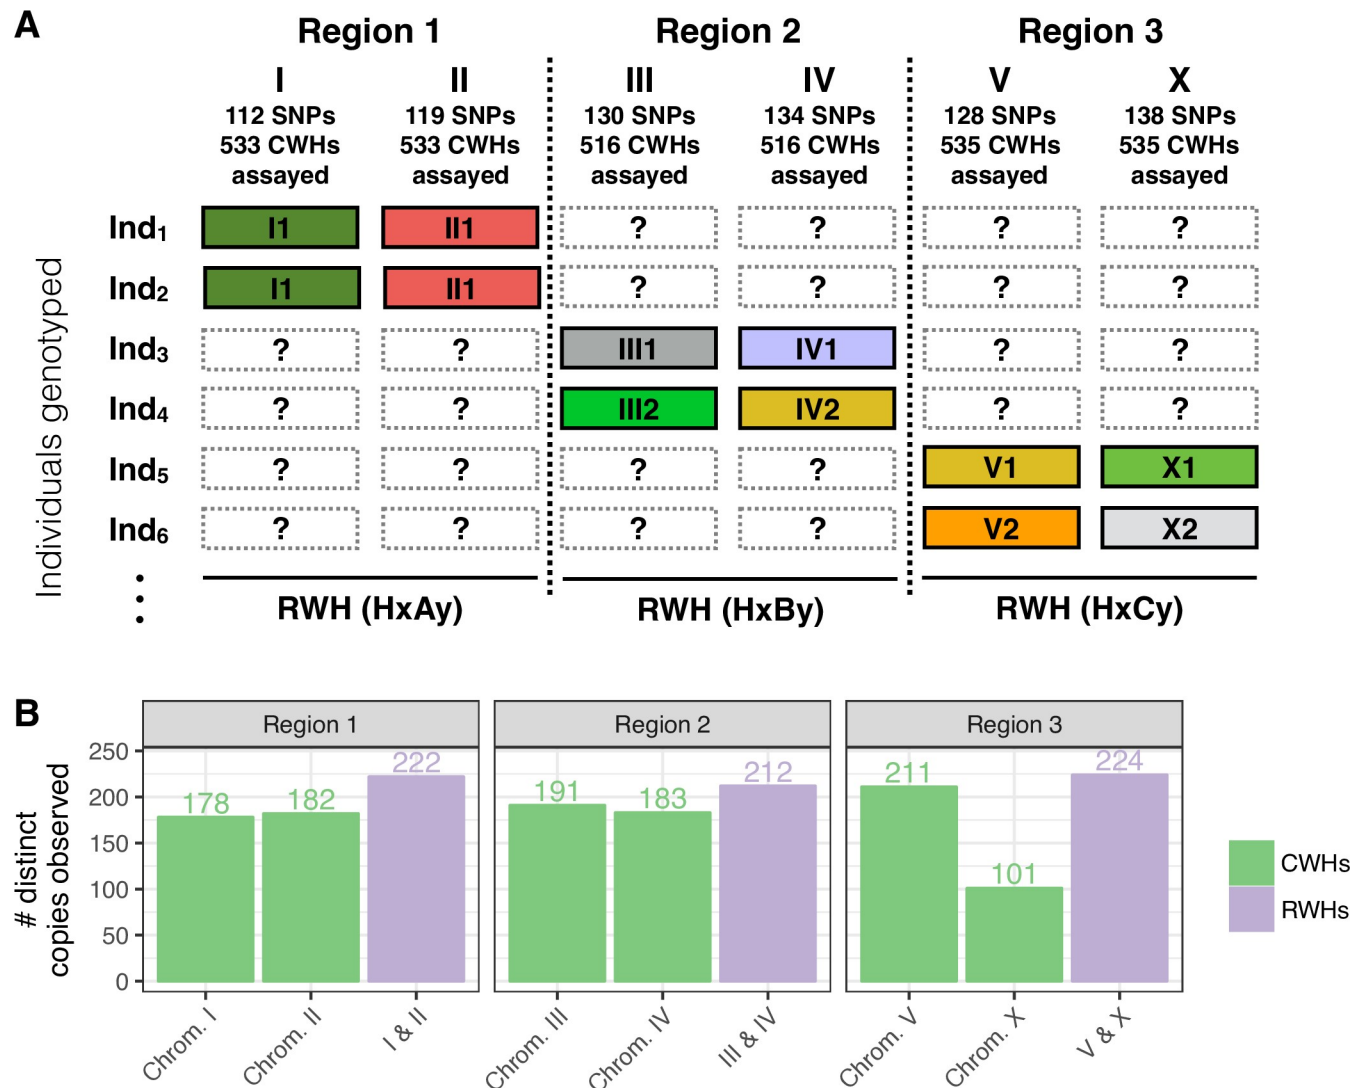 A
Region 1 Region 2 Region 3
I II III IV V X
112 SNPs 119 SNPs 130 SNPs 134 SNPs 128 SNPs 138 SNPs
533 CWHs 533 CWHs 516 CWHs 516 CWHs 535 CWHs 535 CWHs
assayed assayed assayed assayed assayed assayed
Individuals genotyped
Ind1 I1 II1 ? ? ? ?
Ind2 I1 II1 ? ? ? ?
Ind3 ? ? III1 IV1 ? ?
Ind4 ? ? III2 IV2 ? ?
Ind5 ? ? ? ? V1 X1
Ind6 ? ? ? ? V2 X2
RWH (HxAy) RWH (HxBy) RWH (HxCy)
B
Region 1 Region 2 Region 3
# distinct
copies observed
250
200
150
100
50
0
178 182 222
191 183 212
211 101 224
Chrom. I Chrom. II I & II
Chrom. III Chrom. IV III & IV
Chrom. V Chrom. X V & X
CWHs
RWHs